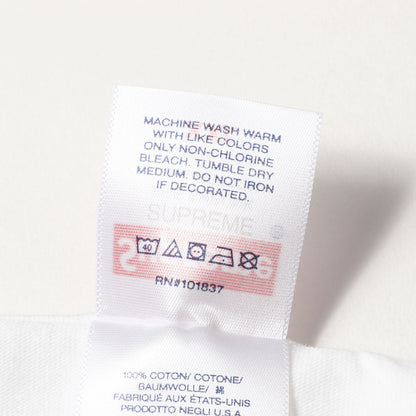 MACHINE WASH WARM
WITH LIKE COLORS
ONLY NON-CHLORINE
BLEACH. TUMBLE DRY
MEDIUM. DO NOT IRON
IF DECORATED.
SUPREME
40
RN#101837
100% COTON/ COTONE/
BAUMWOLLE/ 綿
FABRIQUÉ AUX ÉTATS-UNIS
PRODOTTO NEGLI U.S.A